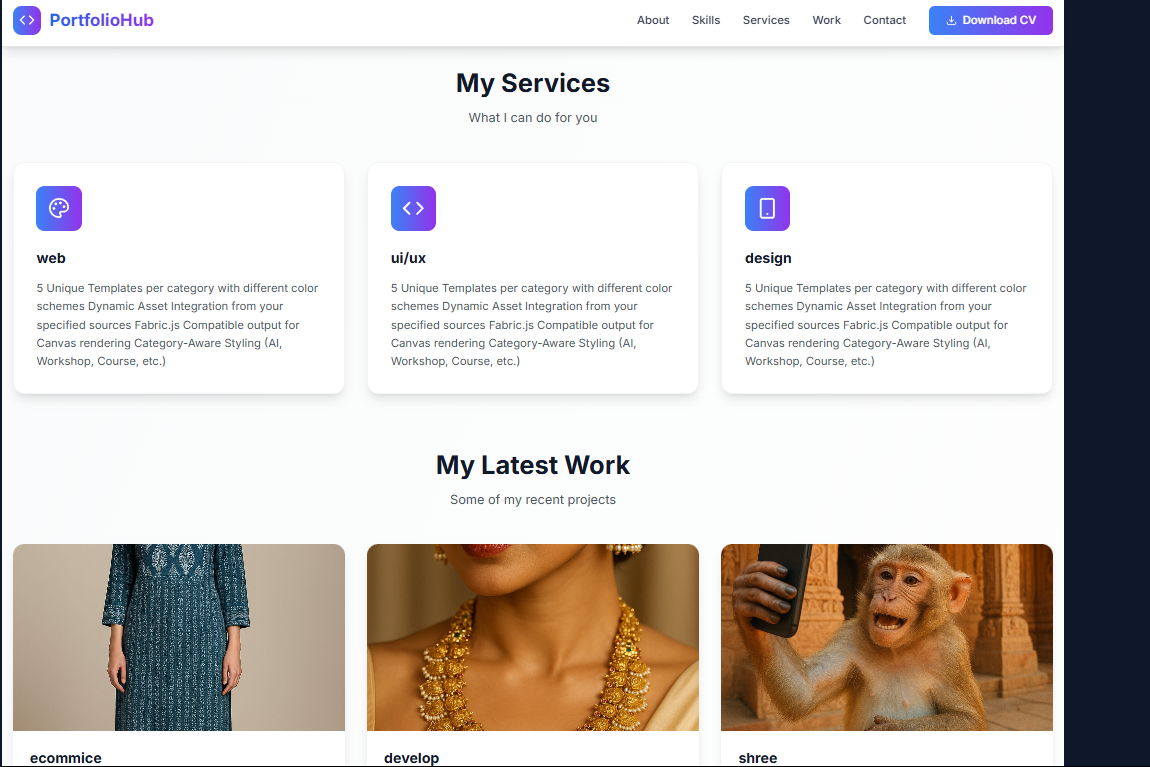 PortfolioHub
About Skills Services Work Contact Download CV
My Services
What I can do for you
web
5 Unique Templates per category with different color
schemes Dynamic Asset Integration from your
specified sources Fabric.js Compatible output for
Canvas rendering Category-Aware Styling (AI,
Workshop, Course, etc.)
ui/ux
5 Unique Templates per category with different color
schemes Dynamic Asset Integration from your
specified sources Fabric.js Compatible output for
Canvas rendering Category-Aware Styling (AI,
Workshop, Course, etc.)
design
5 Unique Templates per category with different color
schemes Dynamic Asset Integration from your
specified sources Fabric.js Compatible output for
Canvas rendering Category-Aware Styling (AI,
Workshop, Course, etc.)
My Latest Work
Some of my recent projects
ecommice
develop
shree